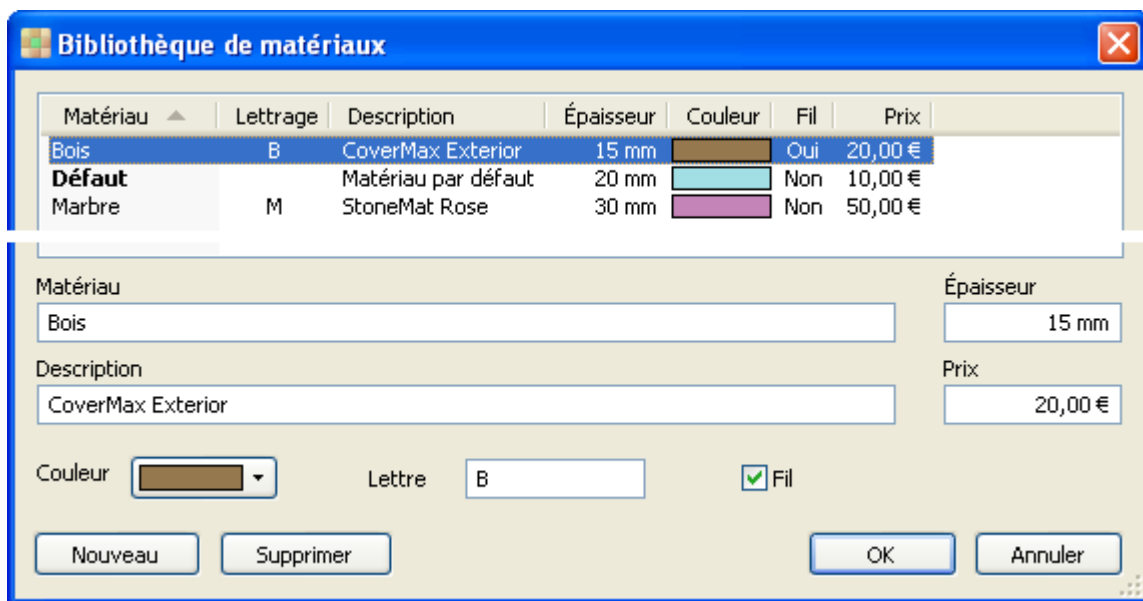 Bibliothèque de matériaux
Matériau Lettrage Description Épaisseur Couleur Fil Prix
Bois B CoverMax Exterior 15 mm Oui 20,00 €
Défaut Matériau par défaut 20 mm Non 10,00 €
Marbre M StoneMat Rose 30 mm Non 50,00 €
Matériau Épaisseur
Bois 15 mm
Description Prix
CoverMax Exterior 20,00 €
Couleur Lettre B Fil
Nouveau Supprimer OK Annuler